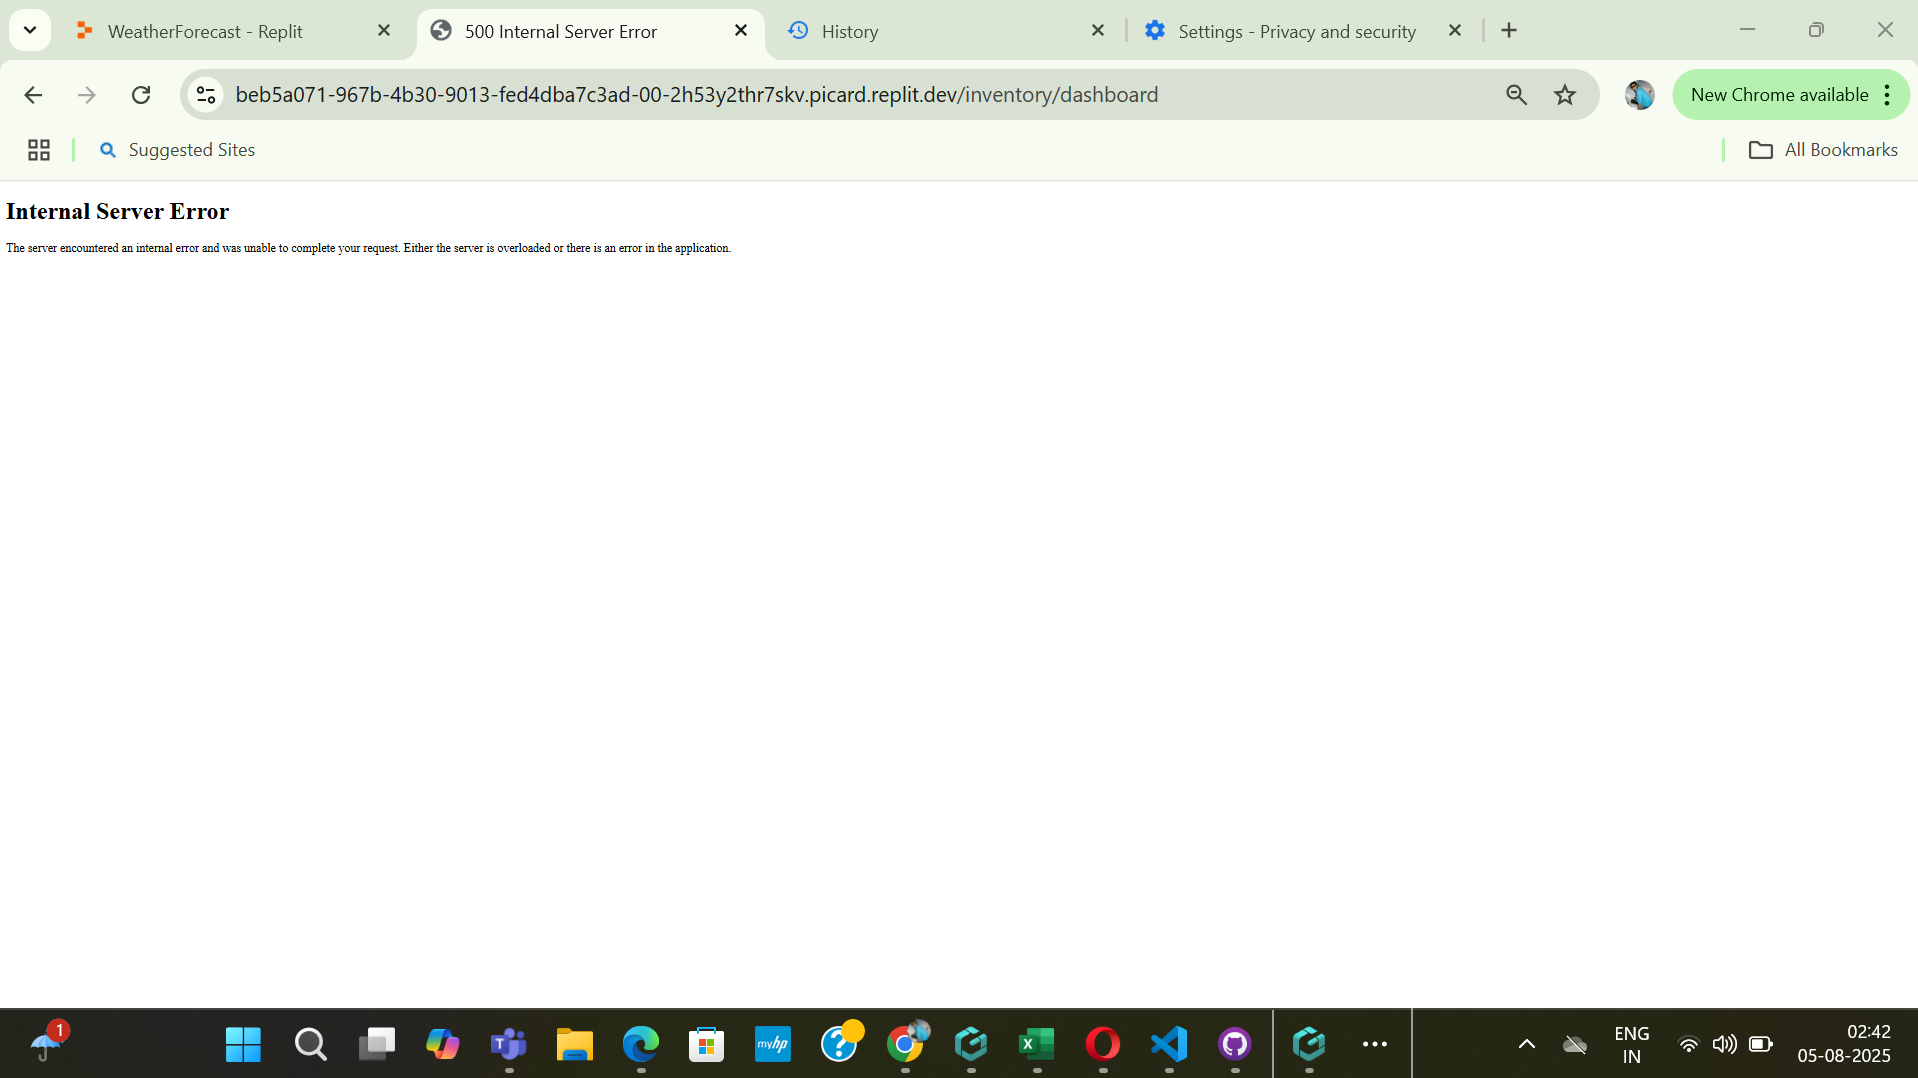 WeatherForecast - Replit
500 Internal Server Error
History
Settings - Privacy and security
beb5a071-967b-4b30-9013-fed4dba7c3ad-00-2h53y2thr7skv.picard.replit.dev/inventory/dashboard
New Chrome available
Suggested Sites
All Bookmarks
Internal Server Error
The server encountered an internal error and was unable to complete your request. Either the server is overloaded or there is an error in the application.
1
myhp
ENG
IN
02:42
05-08-2025